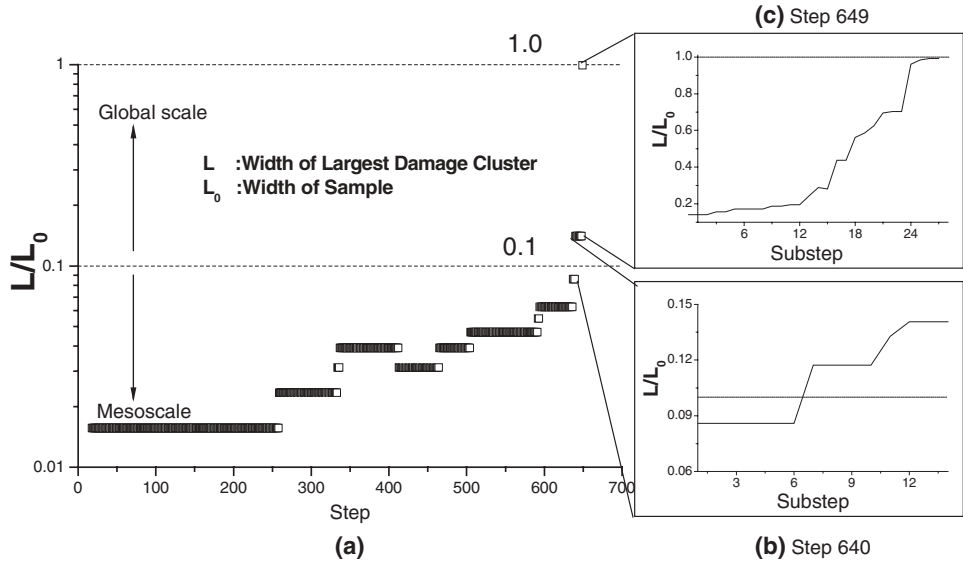 (c) Step 649
1.0
1
Global scale
L :Width of Largest Damage Cluster
L0 :Width of Sample
0.1
0.1
Mesoscale
0.01
0 100 200 300 400 500 600 700
Step
L/L0
(a)
1.0
0.8
0.6
0.4
0.2
6 12 18 24
Substep
L/L0
0.15
0.12
0.09
0.06
3 6 9 12
Substep
L/L0
(b) Step 640